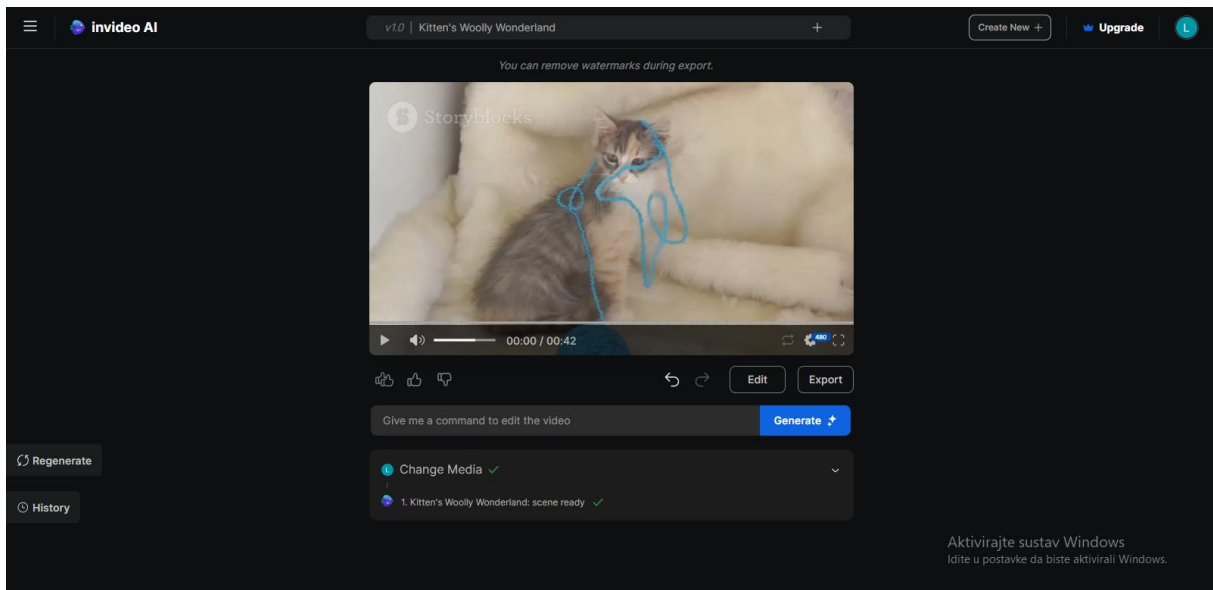 invideo AI
v1.0 | Kitten's Woolly Wonderland
Create New +
Upgrade
L
You can remove watermarks during export.
Storyblocks
00:00 / 00:42
480
Edit
Export
Give me a command to edit the video
Generate
Regenerate
L Change Media
1. Kitten's Woolly Wonderland: scene ready
History
Aktivirajte sustav Windows
Idite u postavke da biste aktivirali Windows.